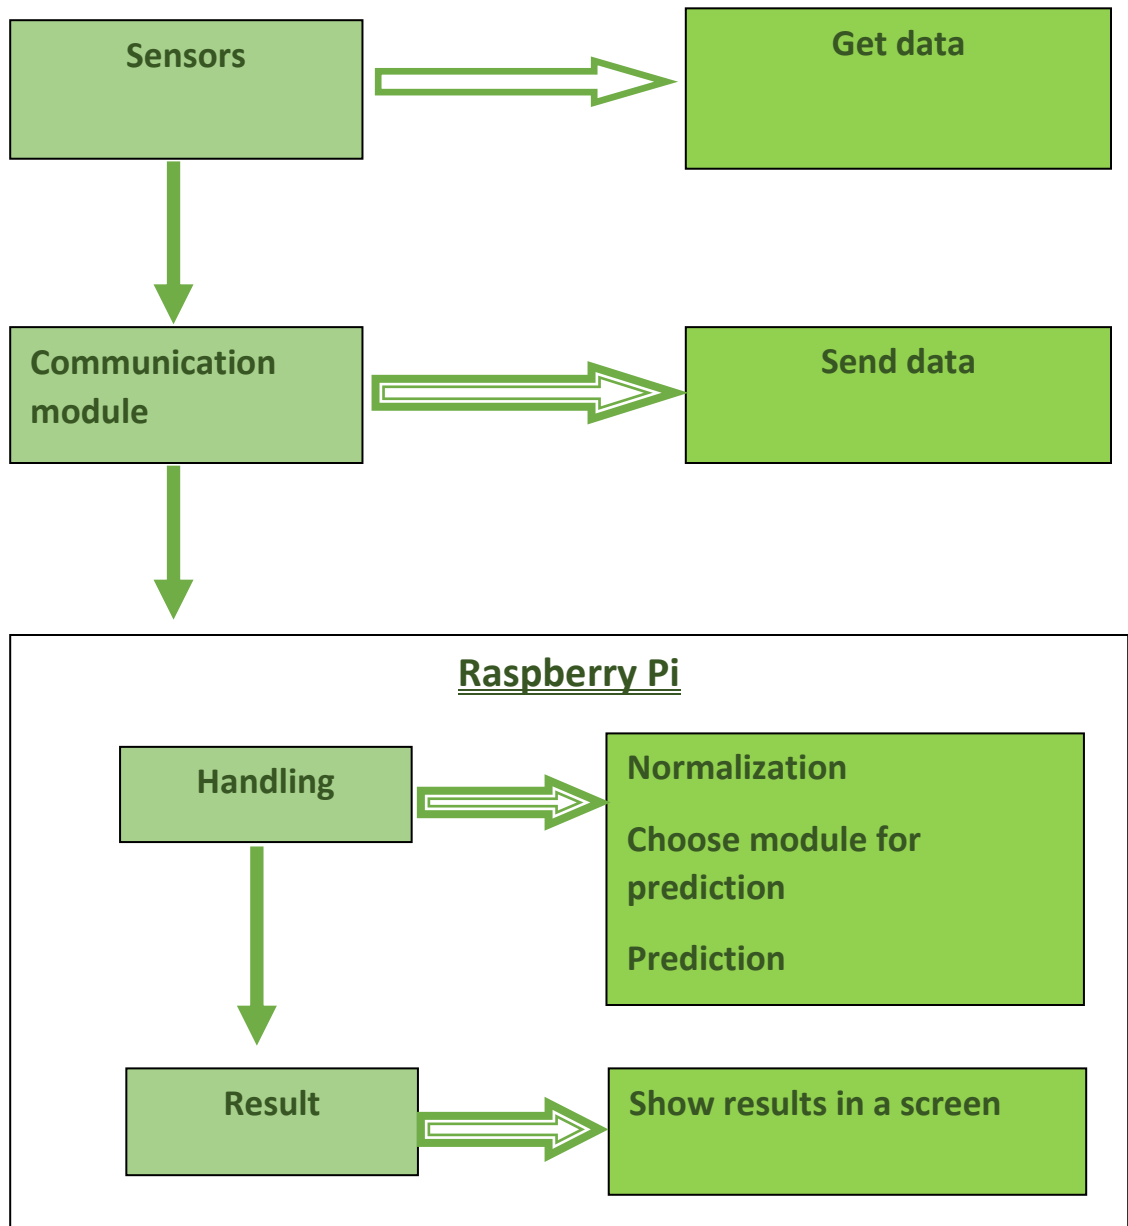 Sensors
Get data
Communication
module
Send data
Raspberry Pi
Handling
Normalization
Choose module for
prediction
Prediction
Result
Show results in a screen